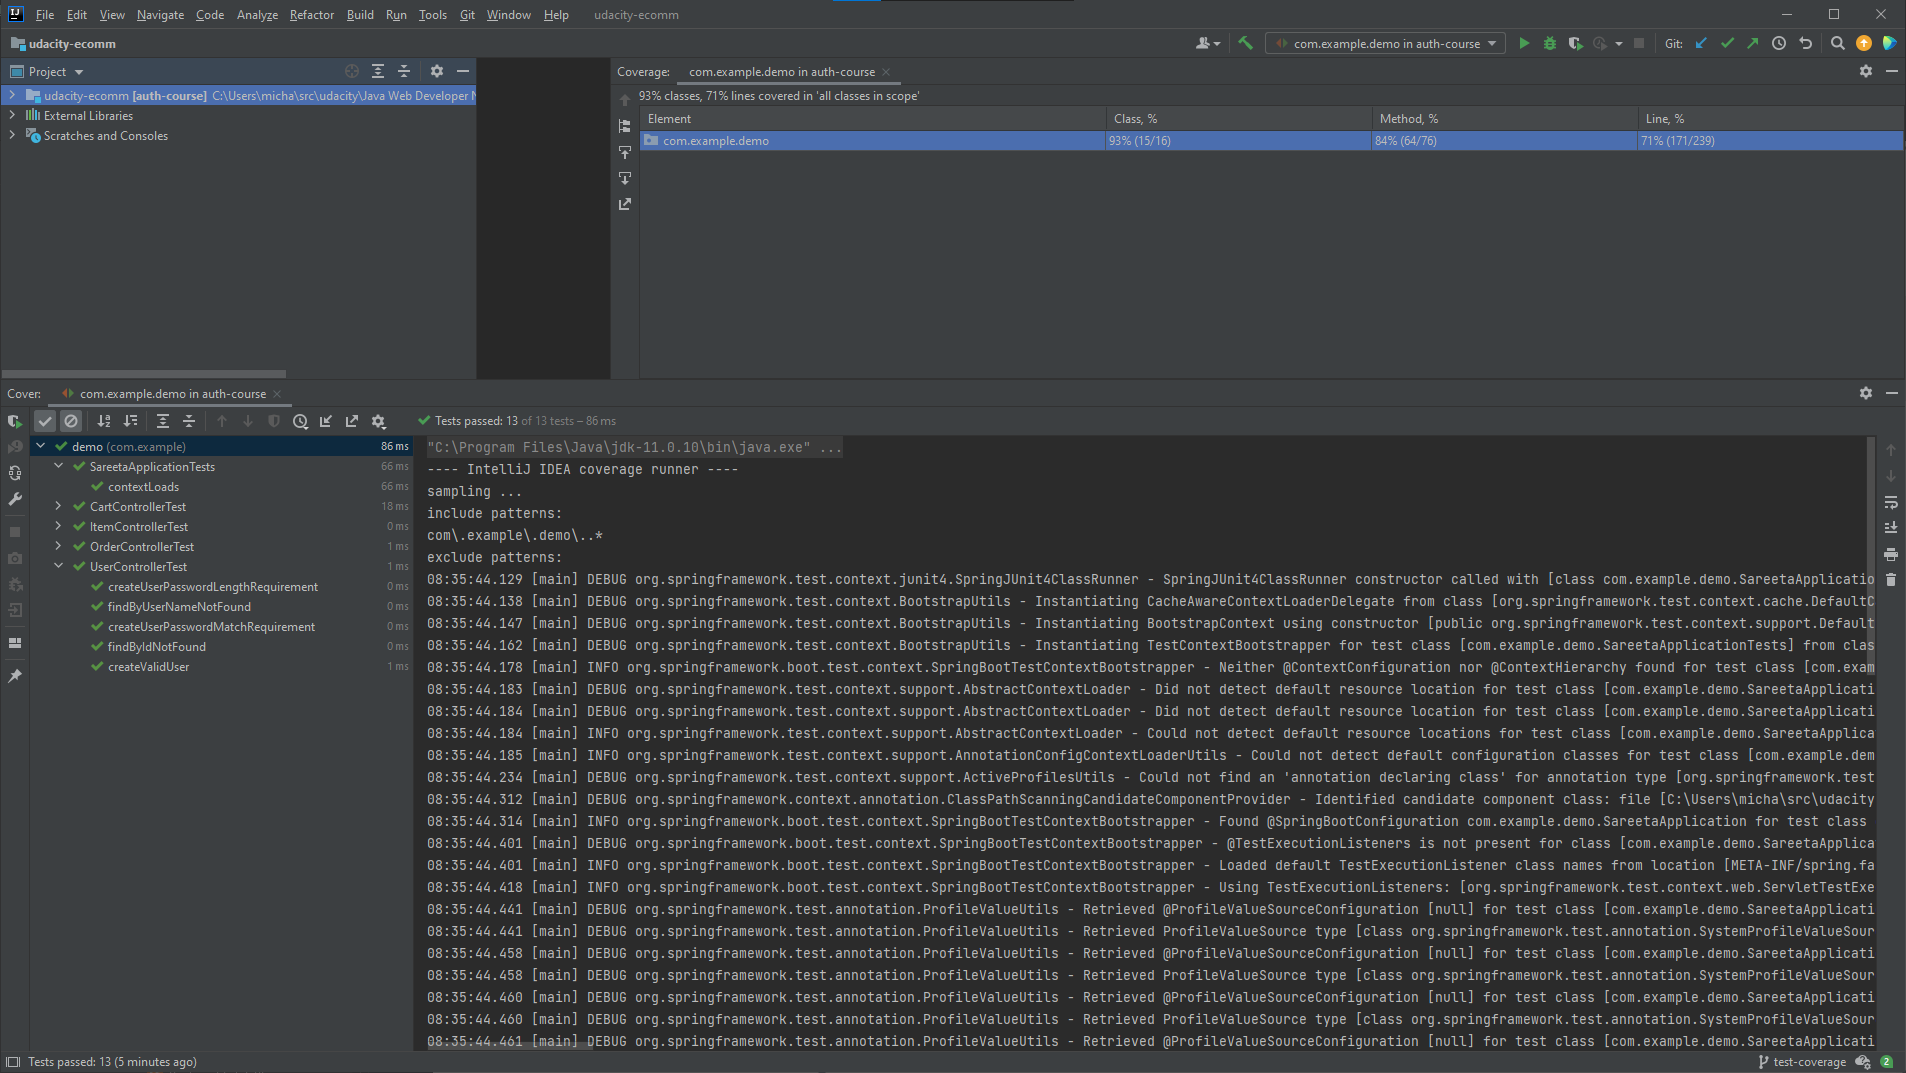 File Edit View Navigate Code Analyze Refactor Build Run Tools Git Window Help udacity-ecomm
udacity-ecomm
com.example.demo in auth-course
Git:
Project
udacity-ecomm [auth-course] C:\Users\micha\src\udacity\Java Web Developer N
External Libraries
Scratches and Consoles
Coverage: com.example.demo in auth-course
93% classes, 71% lines covered in 'all classes in scope'
Element Class, % Method, % Line, %
com.example.demo 93% (15/16) 84% (64/76) 71% (171/239)
Cover: com.example.demo in auth-course
Tests passed: 13 of 13 tests – 86 ms
demo (com.example) 86 ms
SareetaApplicationTests 66 ms
contextLoads 66 ms
CartControllerTest 18 ms
ItemControllerTest 0 ms
OrderControllerTest 1 ms
UserControllerTest 1 ms
createUserPasswordLengthRequirement 0 ms
findByUserNameNotFound 0 ms
createUserPasswordMatchRequirement 0 ms
findByIdNotFound 0 ms
createValidUser 1 ms
"C:\Program Files\Java\jdk-11.0.10\bin\java.exe" ...
---- IntelliJ IDEA coverage runner ----
sampling ...
include patterns:
com\.example\.demo\..*
exclude patterns:
08:35:44.129 [main] DEBUG org.springframework.test.context.junit4.SpringJUnit4ClassRunner - SpringJUnit4ClassRunner constructor called with [class com.example.demo.SareetaApplicatio
08:35:44.138 [main] DEBUG org.springframework.test.context.BootstrapUtils - Instantiating CacheAwareContextLoaderDelegate from class [org.springframework.test.context.cache.DefaultC
08:35:44.147 [main] DEBUG org.springframework.test.context.BootstrapUtils - Instantiating BootstrapContext using constructor [public org.springframework.test.context.support.Default
08:35:44.162 [main] DEBUG org.springframework.test.context.BootstrapUtils - Instantiating TestContextBootstrapper for test class [com.example.demo.SareetaApplicationTests] from clas
08:35:44.178 [main] INFO org.springframework.boot.test.context.SpringBootTestContextBootstrapper - Neither @ContextConfiguration nor @ContextHierarchy found for test class [com.exam
08:35:44.183 [main] DEBUG org.springframework.test.context.support.AbstractContextLoader - Did not detect default resource location for test class [com.example.demo.SareetaApplicati
08:35:44.184 [main] DEBUG org.springframework.test.context.support.AbstractContextLoader - Did not detect default resource location for test class [com.example.demo.SareetaApplicati
08:35:44.184 [main] INFO org.springframework.test.context.support.AbstractContextLoader - Could not detect default resource locations for test class [com.example.demo.SareetaApplica
08:35:44.185 [main] INFO org.springframework.test.context.support.AnnotationConfigContextLoaderUtils - Could not detect default configuration classes for test class [com.example.dem
08:35:44.234 [main] DEBUG org.springframework.test.context.support.ActiveProfilesUtils - Could not find an 'annotation declaring class' for annotation type [org.springframework.test
08:35:44.312 [main] DEBUG org.springframework.context.annotation.ClassPathScanningCandidateComponentProvider - Identified candidate component class: file [C:\Users\micha\src\udacity
08:35:44.314 [main] INFO org.springframework.boot.test.context.SpringBootTestContextBootstrapper - Found @SpringBootConfiguration com.example.demo.SareetaApplication for test class
08:35:44.401 [main] DEBUG org.springframework.boot.test.context.SpringBootTestContextBootstrapper - @TestExecutionListeners is not present for class [com.example.demo.SareetaApplica
08:35:44.401 [main] INFO org.springframework.boot.test.context.SpringBootTestContextBootstrapper - Loaded default TestExecutionListener class names from location [META-INF/spring.fa
08:35:44.418 [main] INFO org.springframework.boot.test.context.SpringBootTestContextBootstrapper - Using TestExecutionListeners: [org.springframework.test.context.web.ServletTestExe
08:35:44.441 [main] DEBUG org.springframework.test.annotation.ProfileValueUtils - Retrieved @ProfileValueSourceConfiguration [null] for test class [com.example.demo.SareetaApplicati
08:35:44.441 [main] DEBUG org.springframework.test.annotation.ProfileValueUtils - Retrieved ProfileValueSource type [class org.springframework.test.annotation.SystemProfileValueSour
08:35:44.458 [main] DEBUG org.springframework.test.annotation.ProfileValueUtils - Retrieved @ProfileValueSourceConfiguration [null] for test class [com.example.demo.SareetaApplicati
08:35:44.458 [main] DEBUG org.springframework.test.annotation.ProfileValueUtils - Retrieved ProfileValueSource type [class org.springframework.test.annotation.SystemProfileValueSour
08:35:44.460 [main] DEBUG org.springframework.test.annotation.ProfileValueUtils - Retrieved @ProfileValueSourceConfiguration [null] for test class [com.example.demo.SareetaApplicati
08:35:44.460 [main] DEBUG org.springframework.test.annotation.ProfileValueUtils - Retrieved ProfileValueSource type [class org.springframework.test.annotation.SystemProfileValueSour
08:35:44.461 [main] DEBUG org.springframework.test.annotation.ProfileValueUtils - Retrieved @ProfileValueSourceConfiguration [null] for test class [com.example.demo.SareetaApplicati
Tests passed: 13 (5 minutes ago)
test-coverage 2